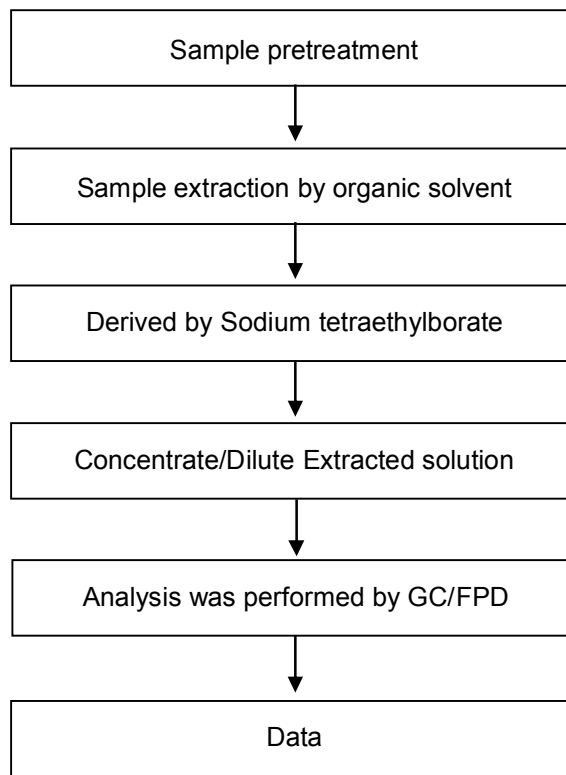 Sample pretreatment
Sample extraction by organic solvent
Derived by Sodium tetraethylborate
Concentrate/Dilute Extracted solution
Analysis was performed by GC/FPD
Data